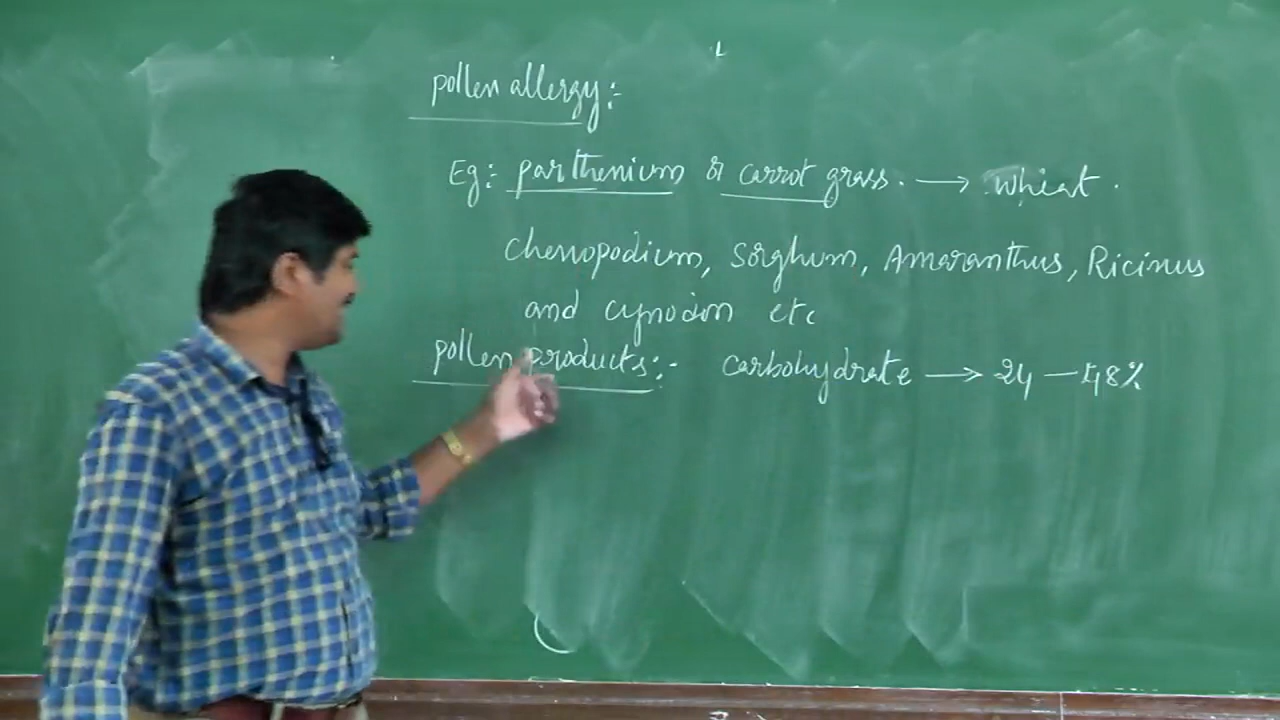 pollen allergy:-
Eg:- parthenium & carrot grass. → wheat.
Chenopodium, Sorghum, Amaranthus, Ricinus
and cynodon etc
pollen products:- carbohydrate → 24 — 48%